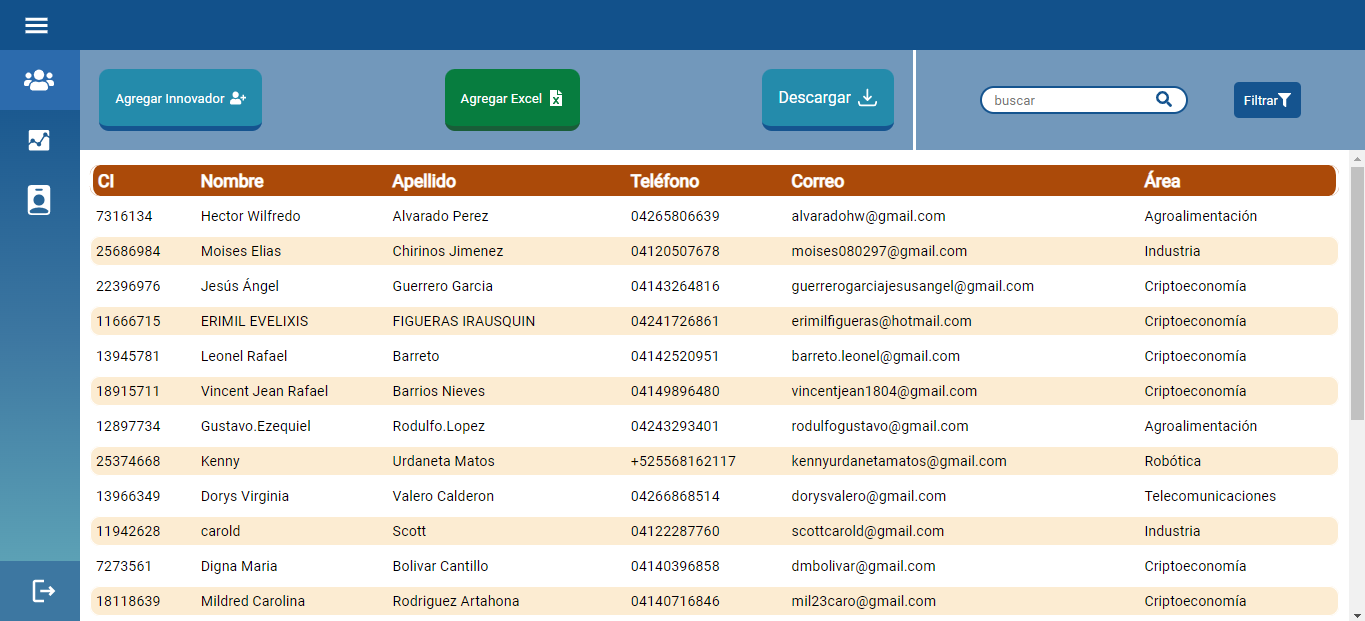 Agregar Innovador
Agregar Excel
Descargar
buscar
Filtrar
CI Nombre Apellido Teléfono Correo Área
7316134 Hector Wilfredo Alvarado Perez 04265806639 alvaradohw@gmail.com Agroalimentación
25686984 Moises Elias Chirinos Jimenez 04120507678 moises080297@gmail.com Industria
22396976 Jesús Ángel Guerrero Garcia 04143264816 guerrerogarciajesusangel@gmail.com Criptoeconomía
11666715 ERIMIL EVELIXIS FIGUERAS IRAUSQUIN 04241726861 erimilfigueras@hotmail.com Criptoeconomía
13945781 Leonel Rafael Barreto 04142520951 barreto.leonel@gmail.com Criptoeconomía
18915711 Vincent Jean Rafael Barrios Nieves 04149896480 vincentjean1804@gmail.com Criptoeconomía
12897734 Gustavo.Ezequiel Rodulfo.Lopez 04243293401 rodulfogustavo@gmail.com Agroalimentación
25374668 Kenny Urdaneta Matos +525568162117 kennyurdanetamatos@gmail.com Robótica
13966349 Dorys Virginia Valero Calderon 04266868514 dorysvalero@gmail.com Telecomunicaciones
11942628 carold Scott 04122287760 scottcarold@gmail.com Industria
7273561 Digna Maria Bolivar Cantillo 04140396858 dmbolivar@gmail.com Criptoeconomía
18118639 Mildred Carolina Rodriguez Artahona 04140716846 mil23caro@gmail.com Criptoeconomía